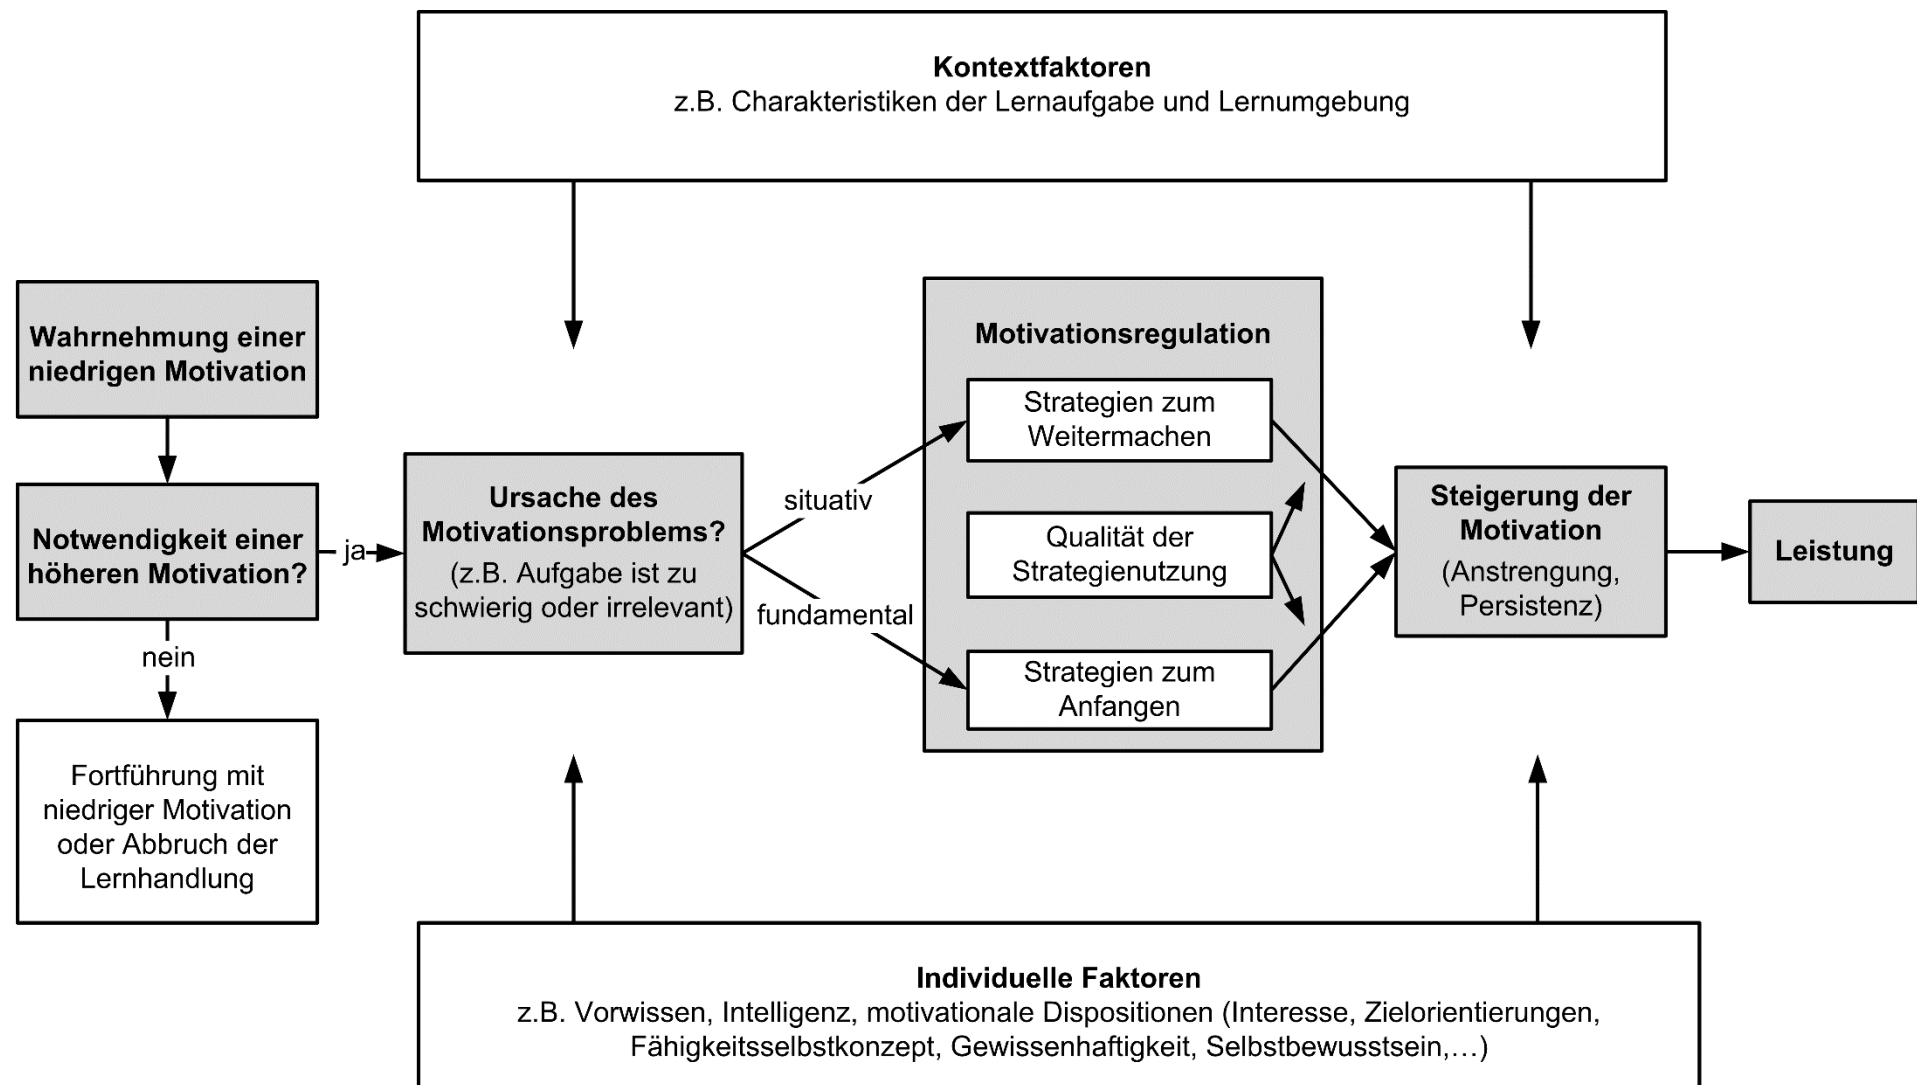 Kontextfaktoren
z.B. Charakteristiken der Lernaufgabe und Lernumgebung
Wahrnehmung einer
niedrigen Motivation
Notwendigkeit einer
höheren Motivation?
ja
nein
Fortführung mit
niedriger Motivation
oder Abbruch der
Lernhandlung
Ursache des
Motivationsproblems?
(z.B. Aufgabe ist zu
schwierig oder irrelevant)
situativ
fundamental
Motivationsregulation
Strategien zum
Weitermachen
Qualität der
Strategienutzung
Strategien zum
Anfangen
Steigerung der
Motivation
(Anstrengung,
Persistenz)
Leistung
Individuelle Faktoren
z.B. Vorwissen, Intelligenz, motivationale Dispositionen (Interesse, Zielorientierungen,
Fähigkeitsselbstkonzept, Gewissenhaftigkeit, Selbstbewusstsein,…)